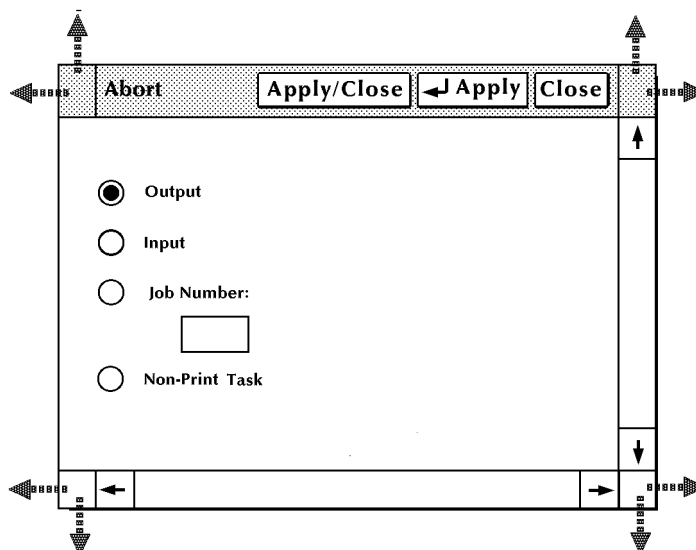 Abort Apply/Close Apply Close
Output
Input
Job Number:
Non-Print Task